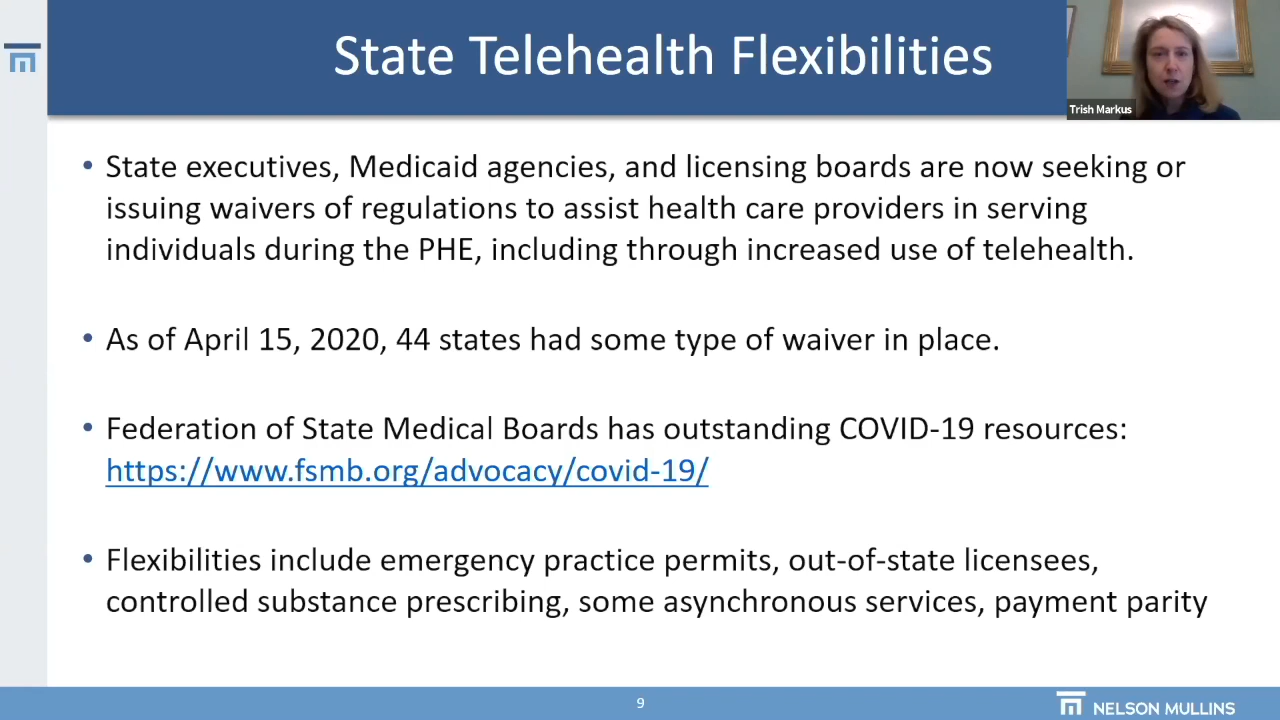 State Telehealth Flexibilities
Trish Markus
• State executives, Medicaid agencies, and licensing boards are now seeking or
issuing waivers of regulations to assist health care providers in serving
individuals during the PHE, including through increased use of telehealth.
• As of April 15, 2020, 44 states had some type of waiver in place.
• Federation of State Medical Boards has outstanding COVID-19 resources:
https://www.fsmb.org/advocacy/covid-19/
• Flexibilities include emergency practice permits, out-of-state licensees,
controlled substance prescribing, some asynchronous services, payment parity
9
NELSON MULLINS